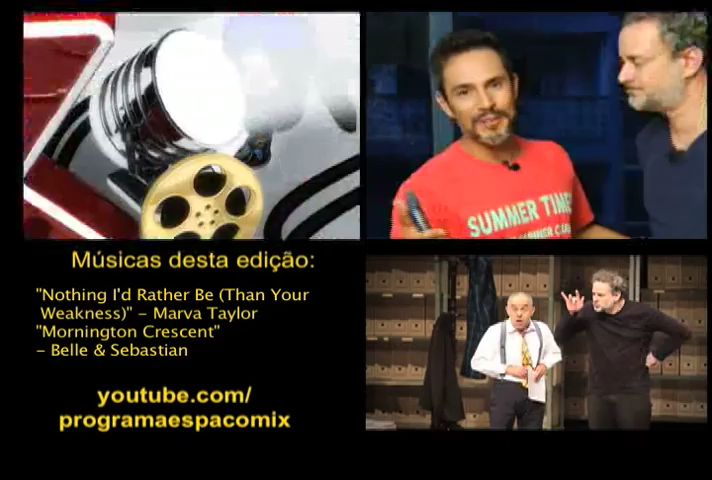 SUMMER TIME
Músicas desta edição:
"Nothing I'd Rather Be (Than Your
Weakness)" – Marva Taylor
"Mornington Crescent"
– Belle & Sebastian
youtube.com/
programaespacomix